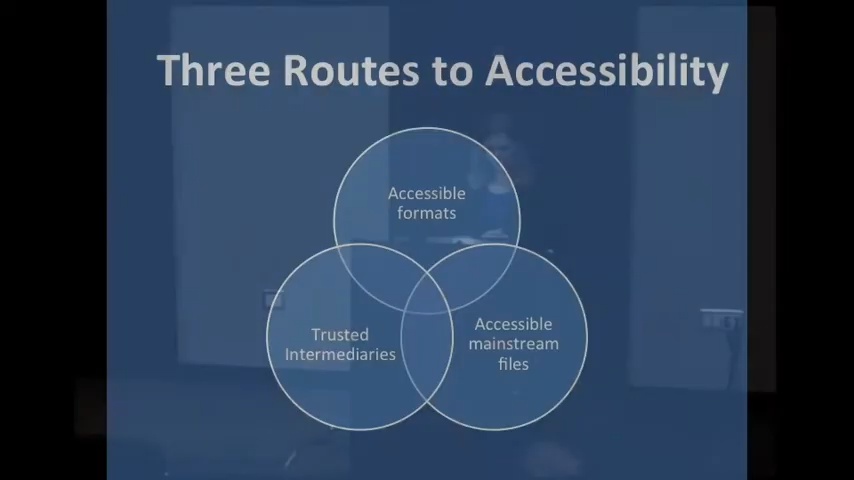 Three Routes to Accessibility
Accessible
formats
Trusted
Intermediaries
Accessible
mainstream
files